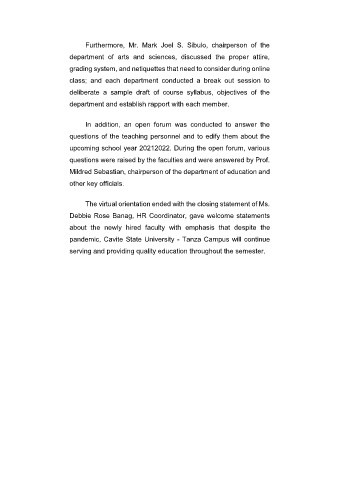 Furthermore, Mr. Mark Joel S. Sibulo, chairperson of the
department of arts and sciences, discussed the proper attire,
grading system, and netiquettes that need to consider during online
class; and each department conducted a break out session to
deliberate a sample draft of course syllabus, objectives of the
department and establish rapport with each member.
In addition, an open forum was conducted to answer the
questions of the teaching personnel and to edify them about the
upcoming school year 20212022. During the open forum, various
questions were raised by the faculties and were answered by Prof.
Mildred Sebastian, chairperson of the department of education and
other key officials.
The virtual orientation ended with the closing statement of Ms.
Debbie Rose Banag, HR Coordinator, gave welcome statements
about the newly hired faculty with emphasis that despite the
pandemic, Cavite State University - Tanza Campus will continue
serving and providing quality education throughout the semester.